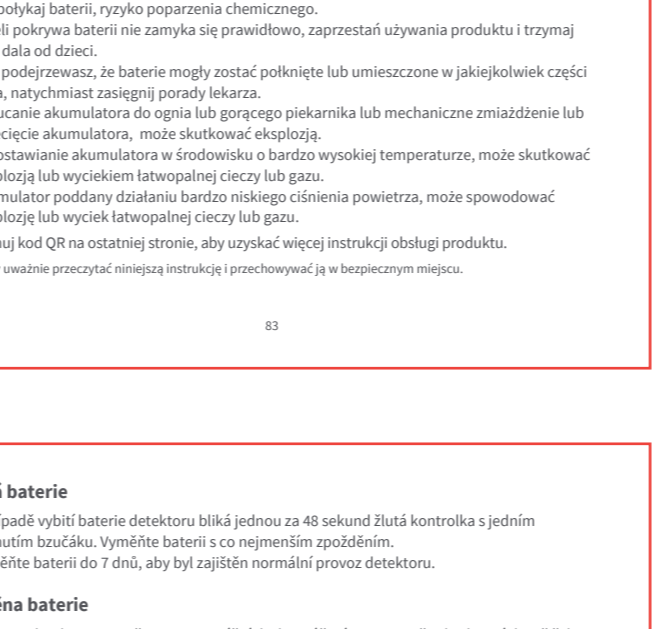 połykaj baterii, ryzyko poparzenia chemicznego.
li pokrywa baterii nie zamyka się prawidłowo, zaprzestań używania produktu i trzymaj
dala od dzieci.
podejrzewasz, że baterie mogły zostać połknięte lub umieszczone w jakiejkolwiek części
a, natychmiast zasięgnij porady lekarza.
ucanie akumulatora do ognia lub gorącego piekarnika lub mechaniczne zmiażdżenie lub
cięcie akumulatora, może skutkować eksplozją.
ostawianie akumulatora w środowisku o bardzo wysokiej temperaturze, może skutkować
plozją lub wyciekiem łatwopalnej cieczy lub gazu.
mulator poddany działaniu bardzo niskiego ciśnienia powietrza, może spowodować
plozję lub wyciek łatwopalnej cieczy lub gazu.
uj kod QR na ostatniej stronie, aby uzyskać więcej instrukcji obsługi produktu.
uważnie przeczytać niniejszą instrukcję i przechowywać ją w bezpiecznym miejscu.
83
baterie
ípadě vybití baterie detektoru bliká jednou za 48 sekund žlutá kontrolka s jedním
nutím bzučáku. Vyměňte baterii s co nejmenším zpožděním.
ěňte baterii do 7 dnů, aby byl zajištěn normální provoz detektoru.
ěna baterie